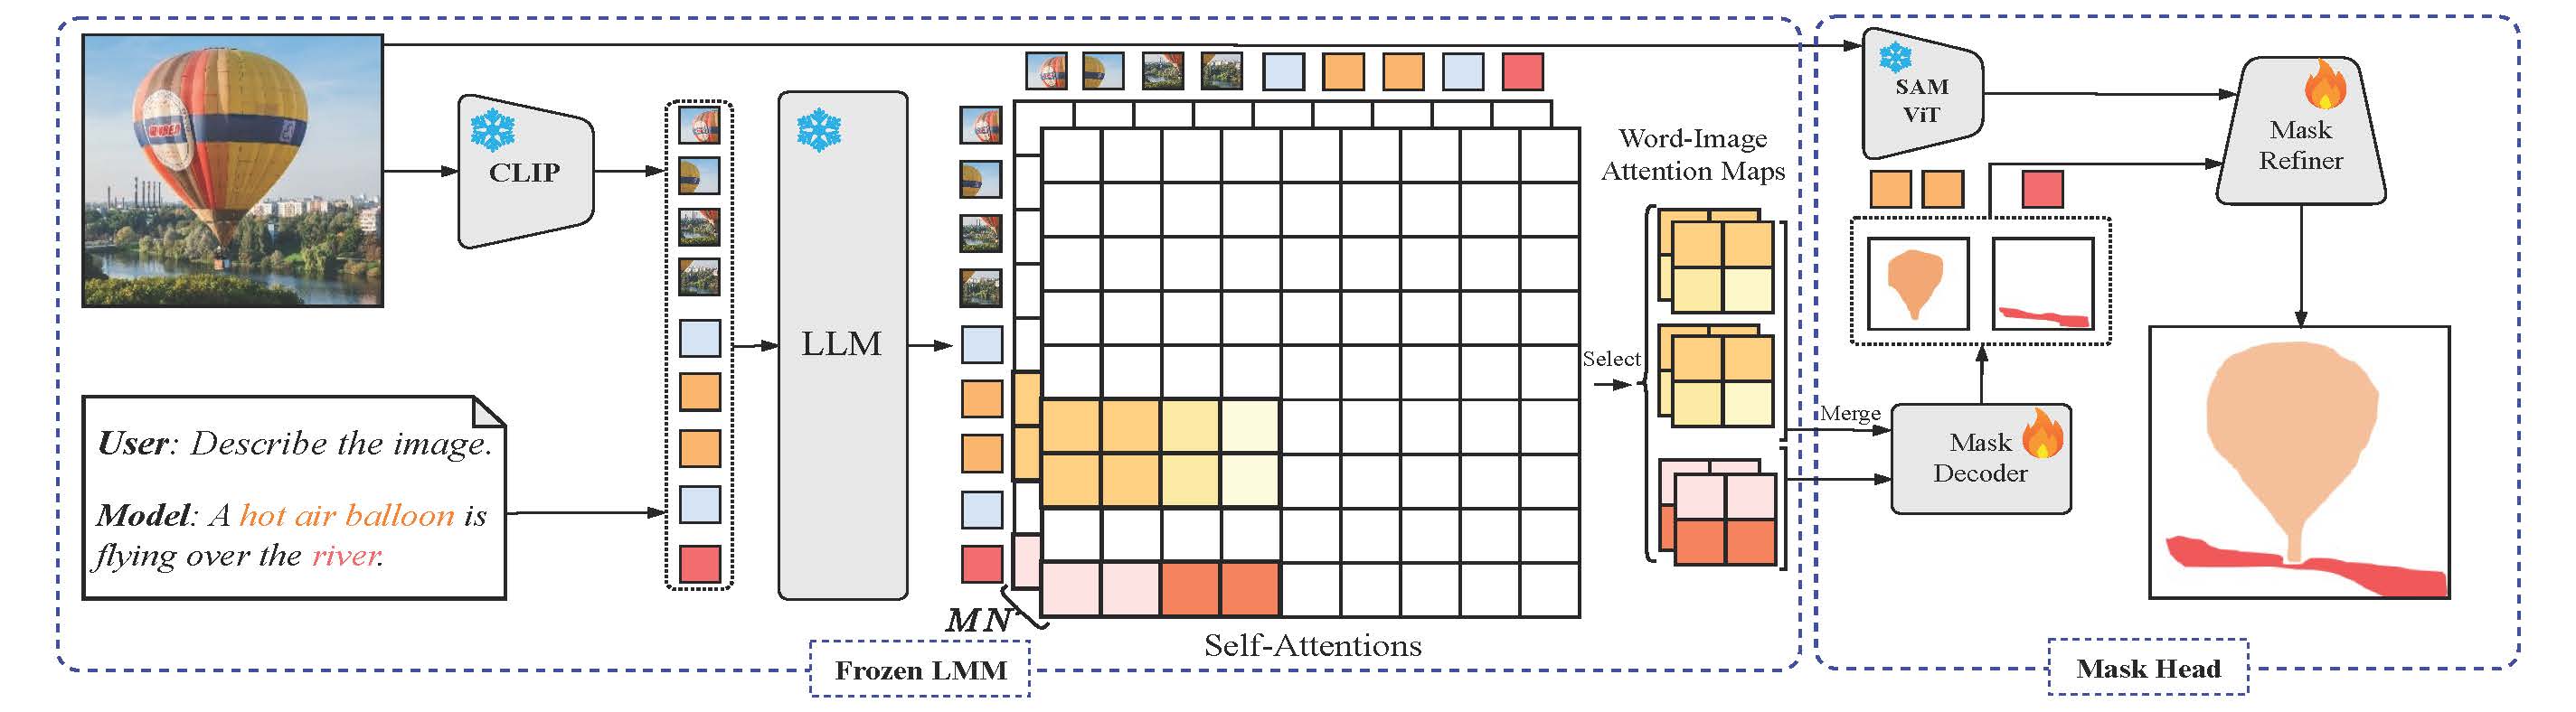 CLIP
User: Describe the image.
Model: A hot air balloon is
flying over the river.
LLM
MN
Self-Attentions
Frozen LMM
Word-Image
Attention Maps
Select
Merge
SAM
ViT
Mask
Refiner
Mask
Decoder
Mask Head